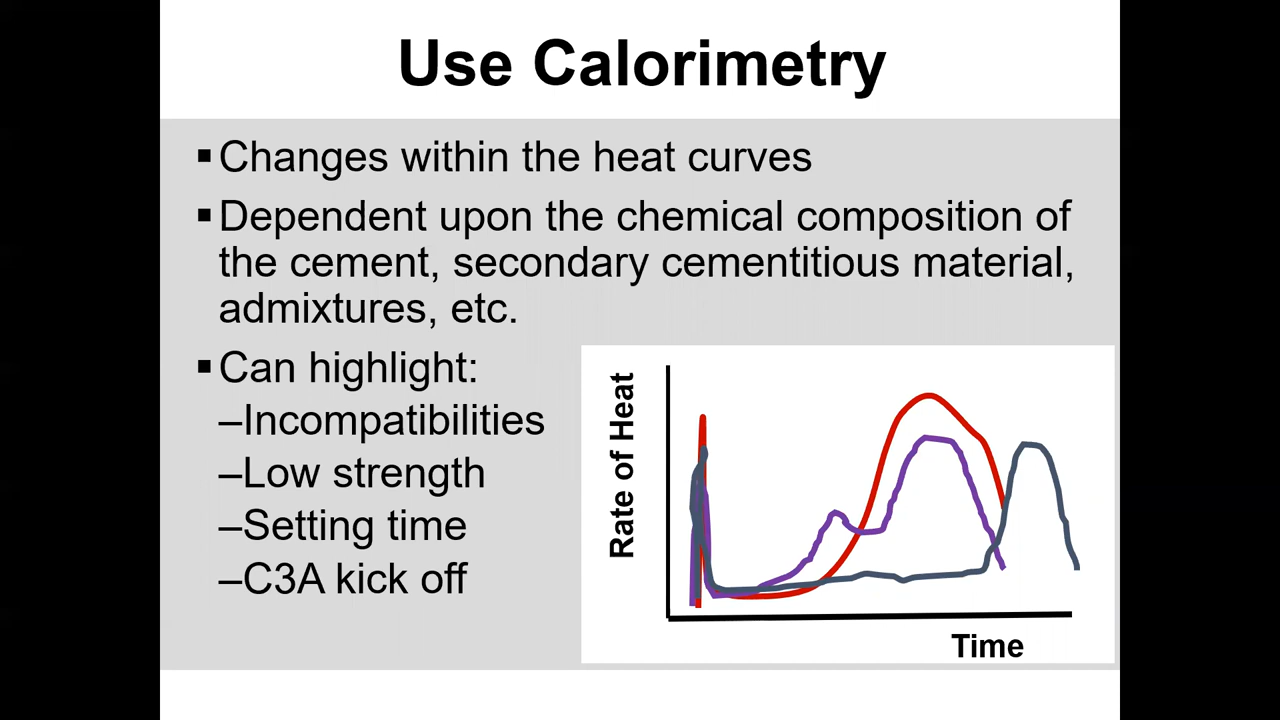 Use Calorimetry
▪Changes within the heat curves
▪Dependent upon the chemical composition of
the cement, secondary cementitious material,
admixtures, etc.
▪Can highlight:
–Incompatibilities
–Low strength
–Setting time
–C3A kick off
Rate of Heat
Time